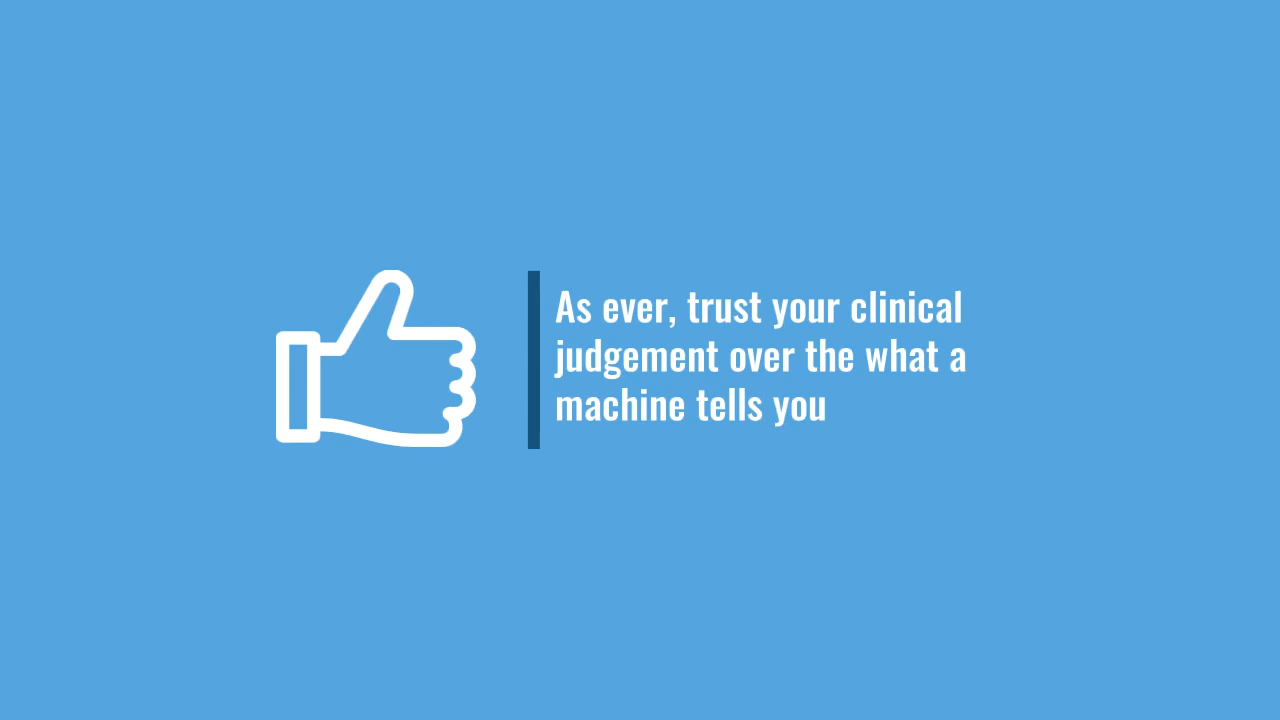 As ever, trust your clinical
judgement over the what a
machine tells you